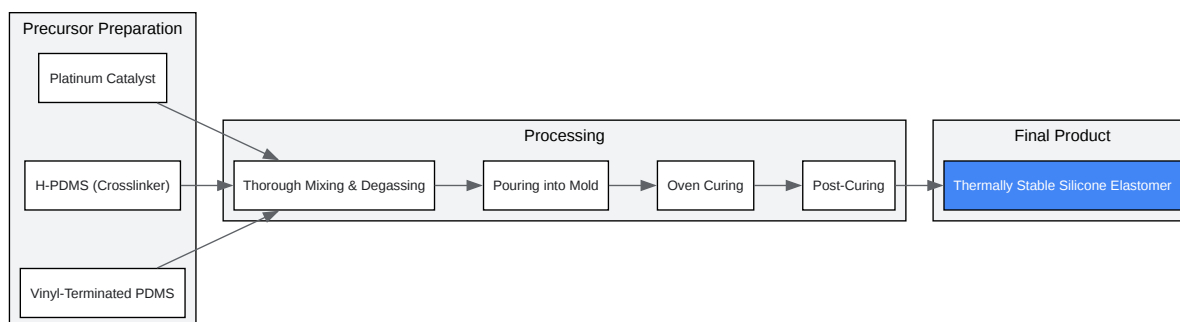 Precursor Preparation
Platinum Catalyst
H-PDMS (Crosslinker)
Vinyl-Terminated PDMS
Processing
Thorough Mixing & Degassing
Pouring into Mold
Oven Curing
Post-Curing
Final Product
Thermally Stable Silicone Elastomer